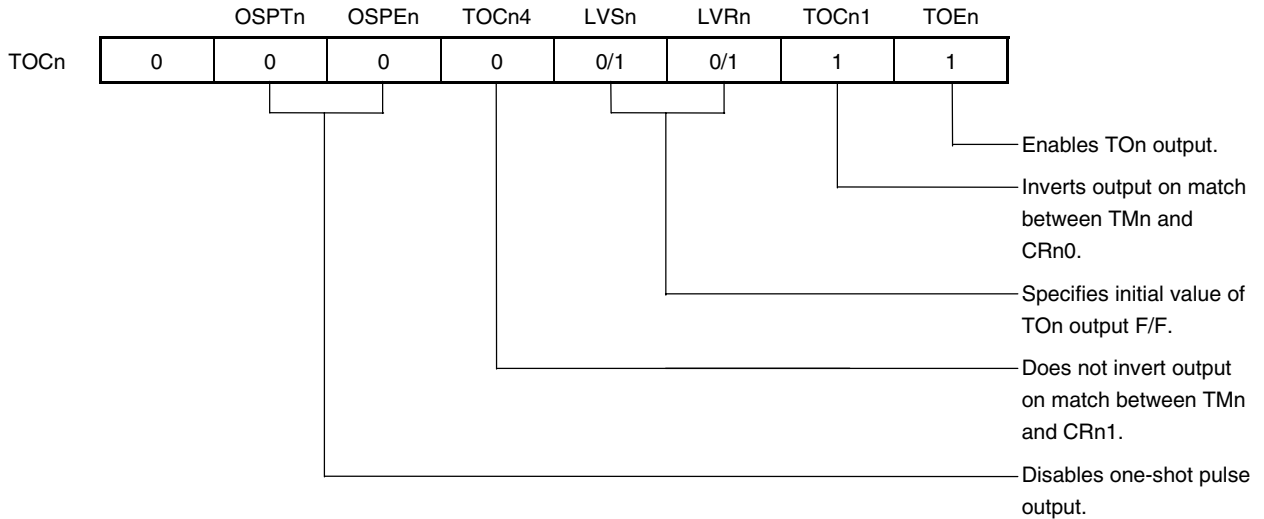 OSPTn OSPEn TOCn4 LVSn LVRn TOCn1 TOEn
TOCn 0 0 0 0 0/1 0/1 1 1
Enables TOn output.
Inverts output on match
between TMn and
CRn0.
Specifies initial value of
TOn output F/F.
Does not invert output
on match between TMn
and CRn1.
Disables one-shot pulse
output.